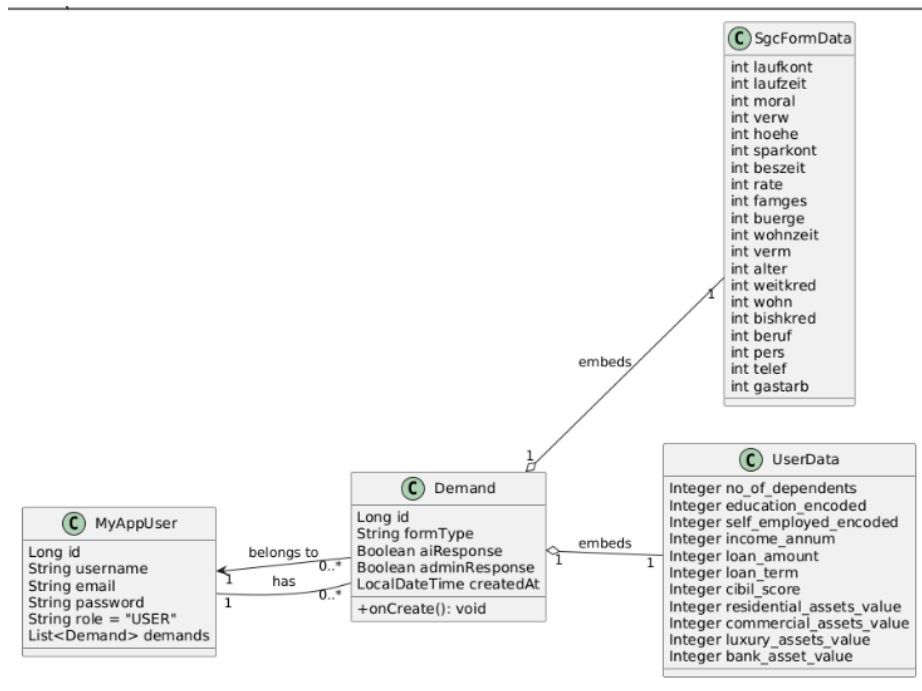 C SgcFormData
int laufkont
int laufzeit
int moral
int verw
int hoehe
int sparkont
int beszeit
int rate
int famges
int buerge
int wohnzeit
int verm
int alter
int weitkred
int wohn
int bishkred
int beruf
int pers
int telef
int gastarb
1
embeds
1
C Demand
Long id
String formType
Boolean aiResponse
Boolean adminResponse
LocalDateTime createdAt
+onCreate(): void
C UserData
Integer no_of_dependents
Integer education_encoded
Integer self_employed_encoded
Integer income_annum
Integer loan_amount
Integer loan_term
Integer cibil_score
Integer residential_assets_value
Integer commercial_assets_value
Integer luxury_assets_value
Integer bank_asset_value
embeds
1 1
C MyAppUser
Long id
String username
String email
String password
String role = "USER"
List<Demand> demands
belongs to
1 0..*
has
1 0..*